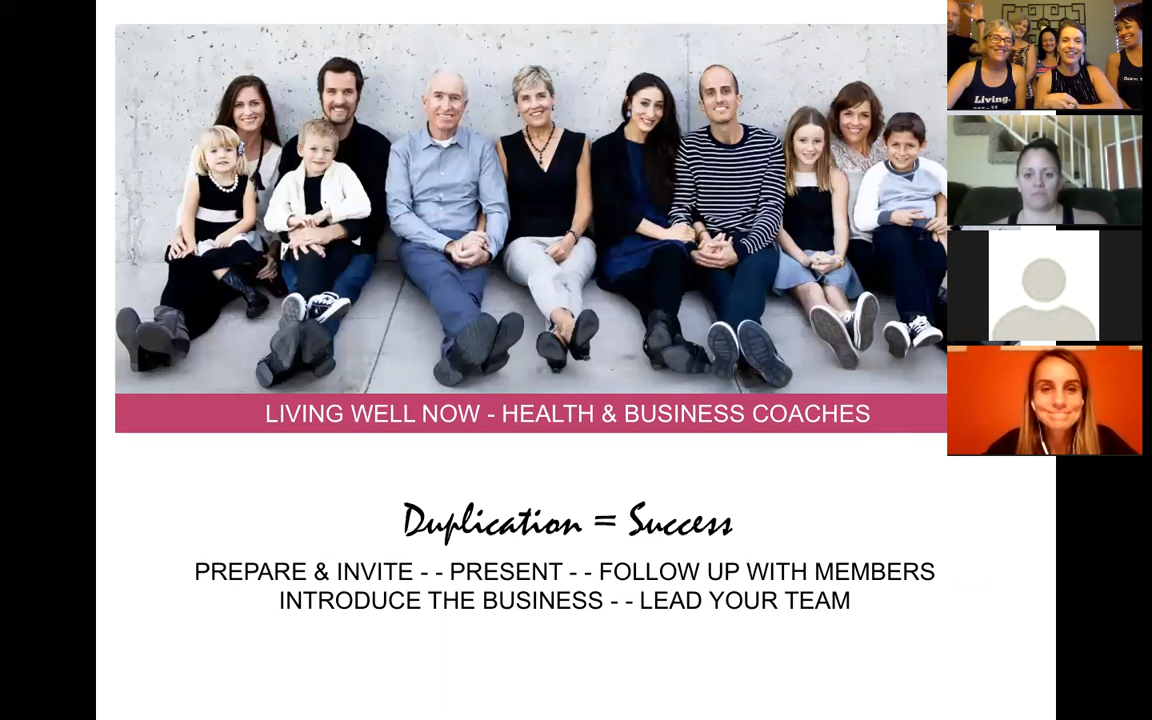 LIVING WELL NOW - HEALTH & BUSINESS COACHES
Duplication = Success
PREPARE & INVITE - - PRESENT - - FOLLOW UP WITH MEMBERS
INTRODUCE THE BUSINESS - - LEAD YOUR TEAM
Living.